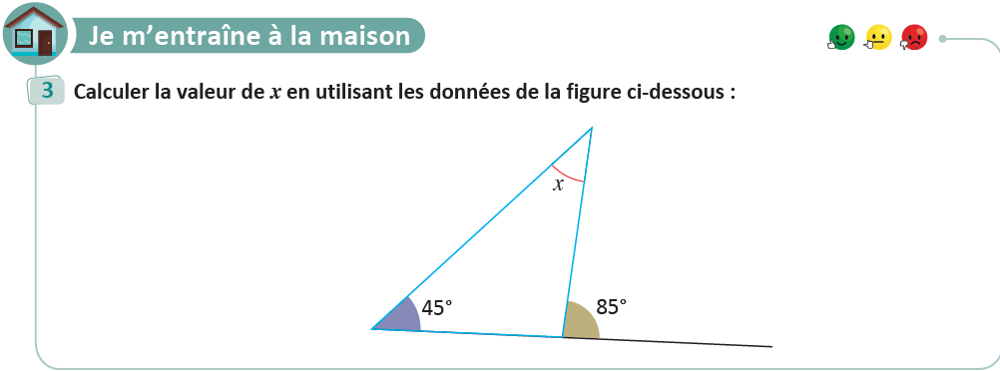 Je m’entraîne à la maison
3 Calculer la valeur de x en utilisant les données de la figure ci-dessous :
x
45°
85°